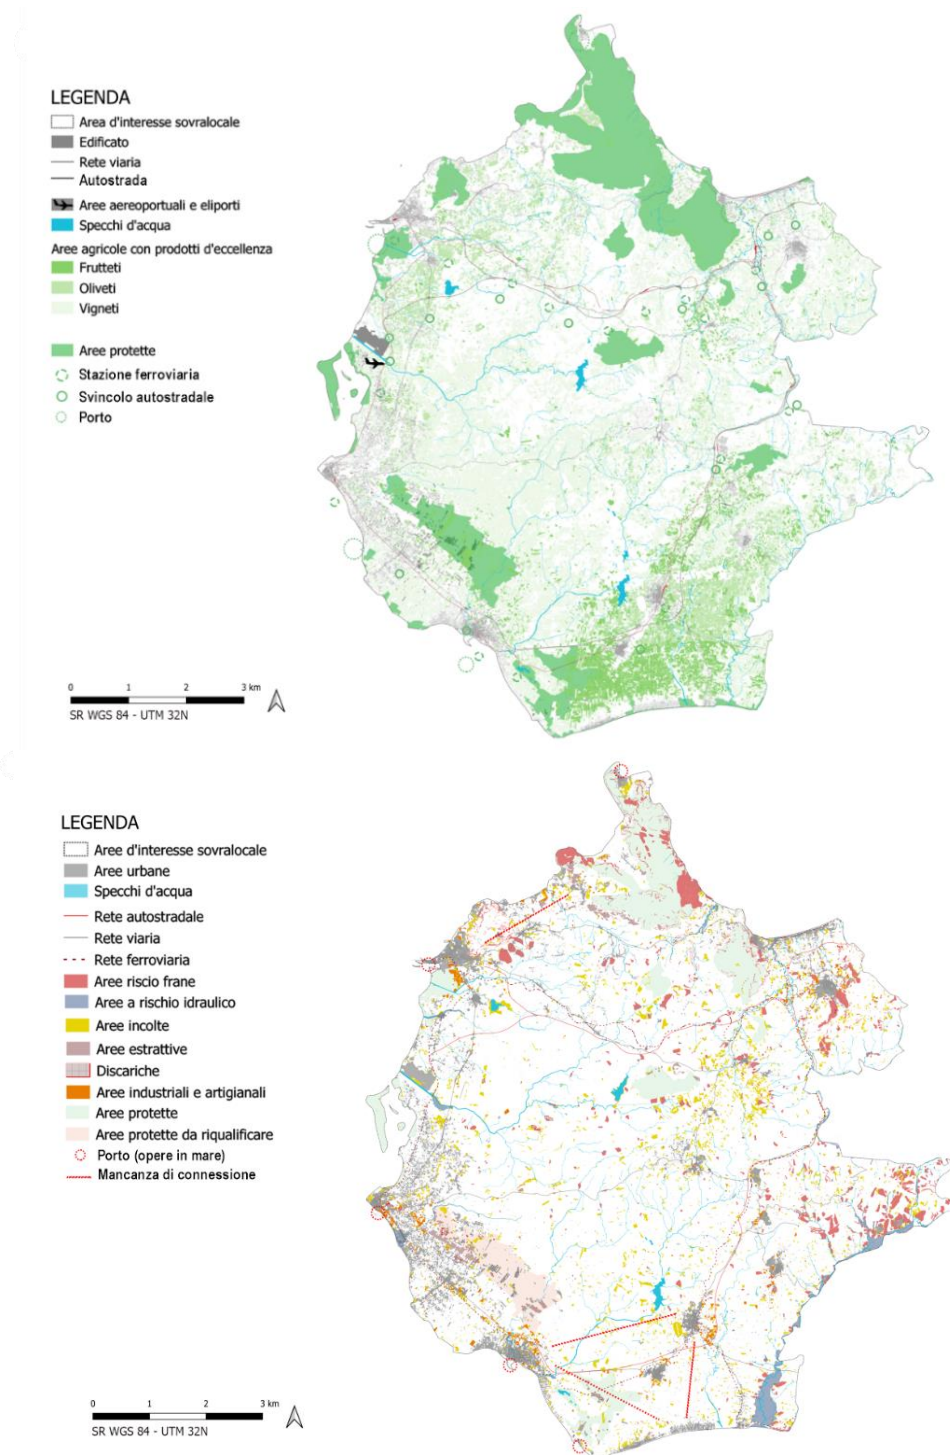 LEGENDA
Area d'interesse sovralocale
Edificato
Rete viaria
Autostrada
Aree aereoportuali e eliporti
Specchi d'acqua
Aree agricole con prodotti d'eccellenza
Frutteti
Oliveti
Vigneti
Aree protette
Stazione ferroviaria
Svincolo autostradale
Porto
0 1 2 3 km
SR WGS 84 - UTM 32N
LEGENDA
Aree d'interesse sovralocale
Aree urbane
Specchi d'acqua
Rete autostradale
Rete viaria
Rete ferroviaria
Aree riscio frane
Aree a rischio idraulico
Aree incolte
Aree estrattive
Discariche
Aree industriali e artigianali
Aree protette
Aree protette da riqualificare
Porto (opere in mare)
Mancanza di connessione
0 1 2 3 km
SR WGS 84 - UTM 32N